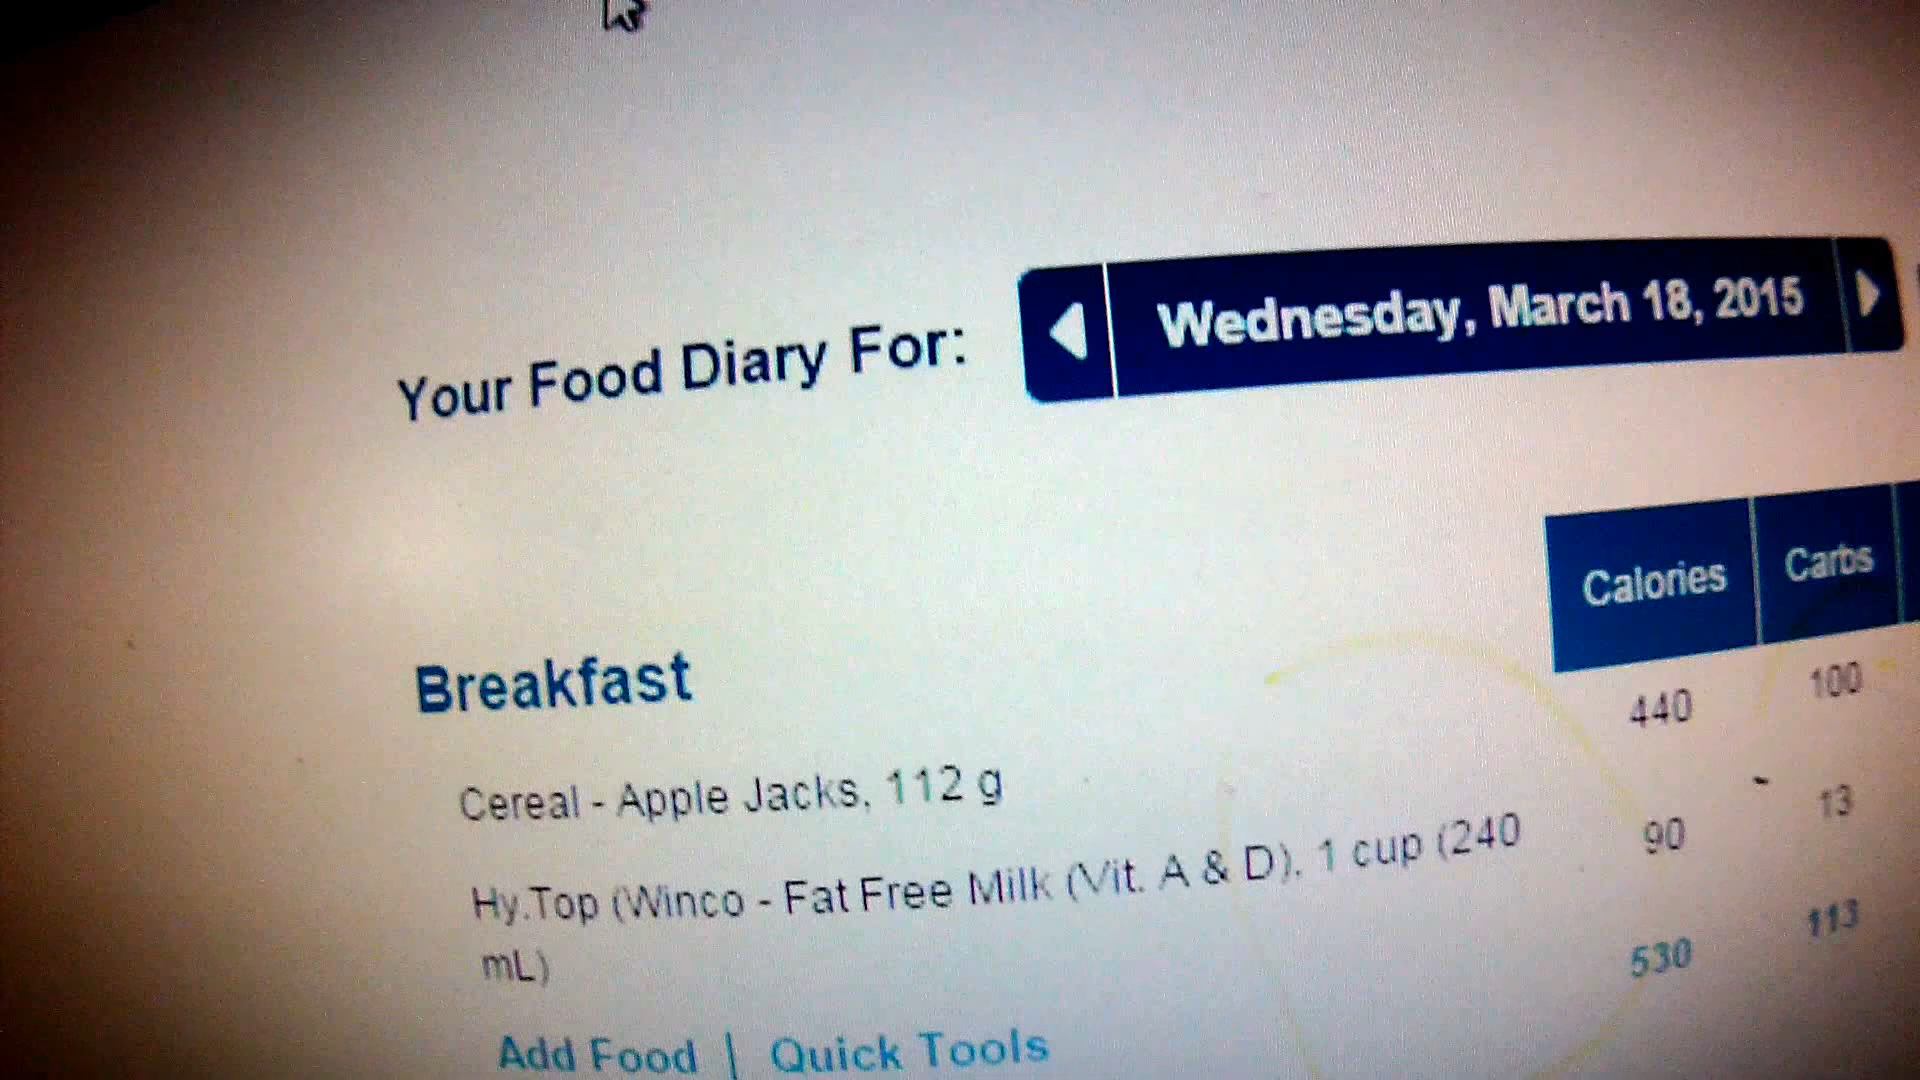 Your Food Diary For:
Wednesday, March 18, 2015
Calories Carbs
Breakfast
Cereal - Apple Jacks, 112 g 440 100
Hy.Top (Winco - Fat Free Milk (Vit. A & D), 1 cup (240 90 13
mL)
530 113
Add Food | Quick Tools